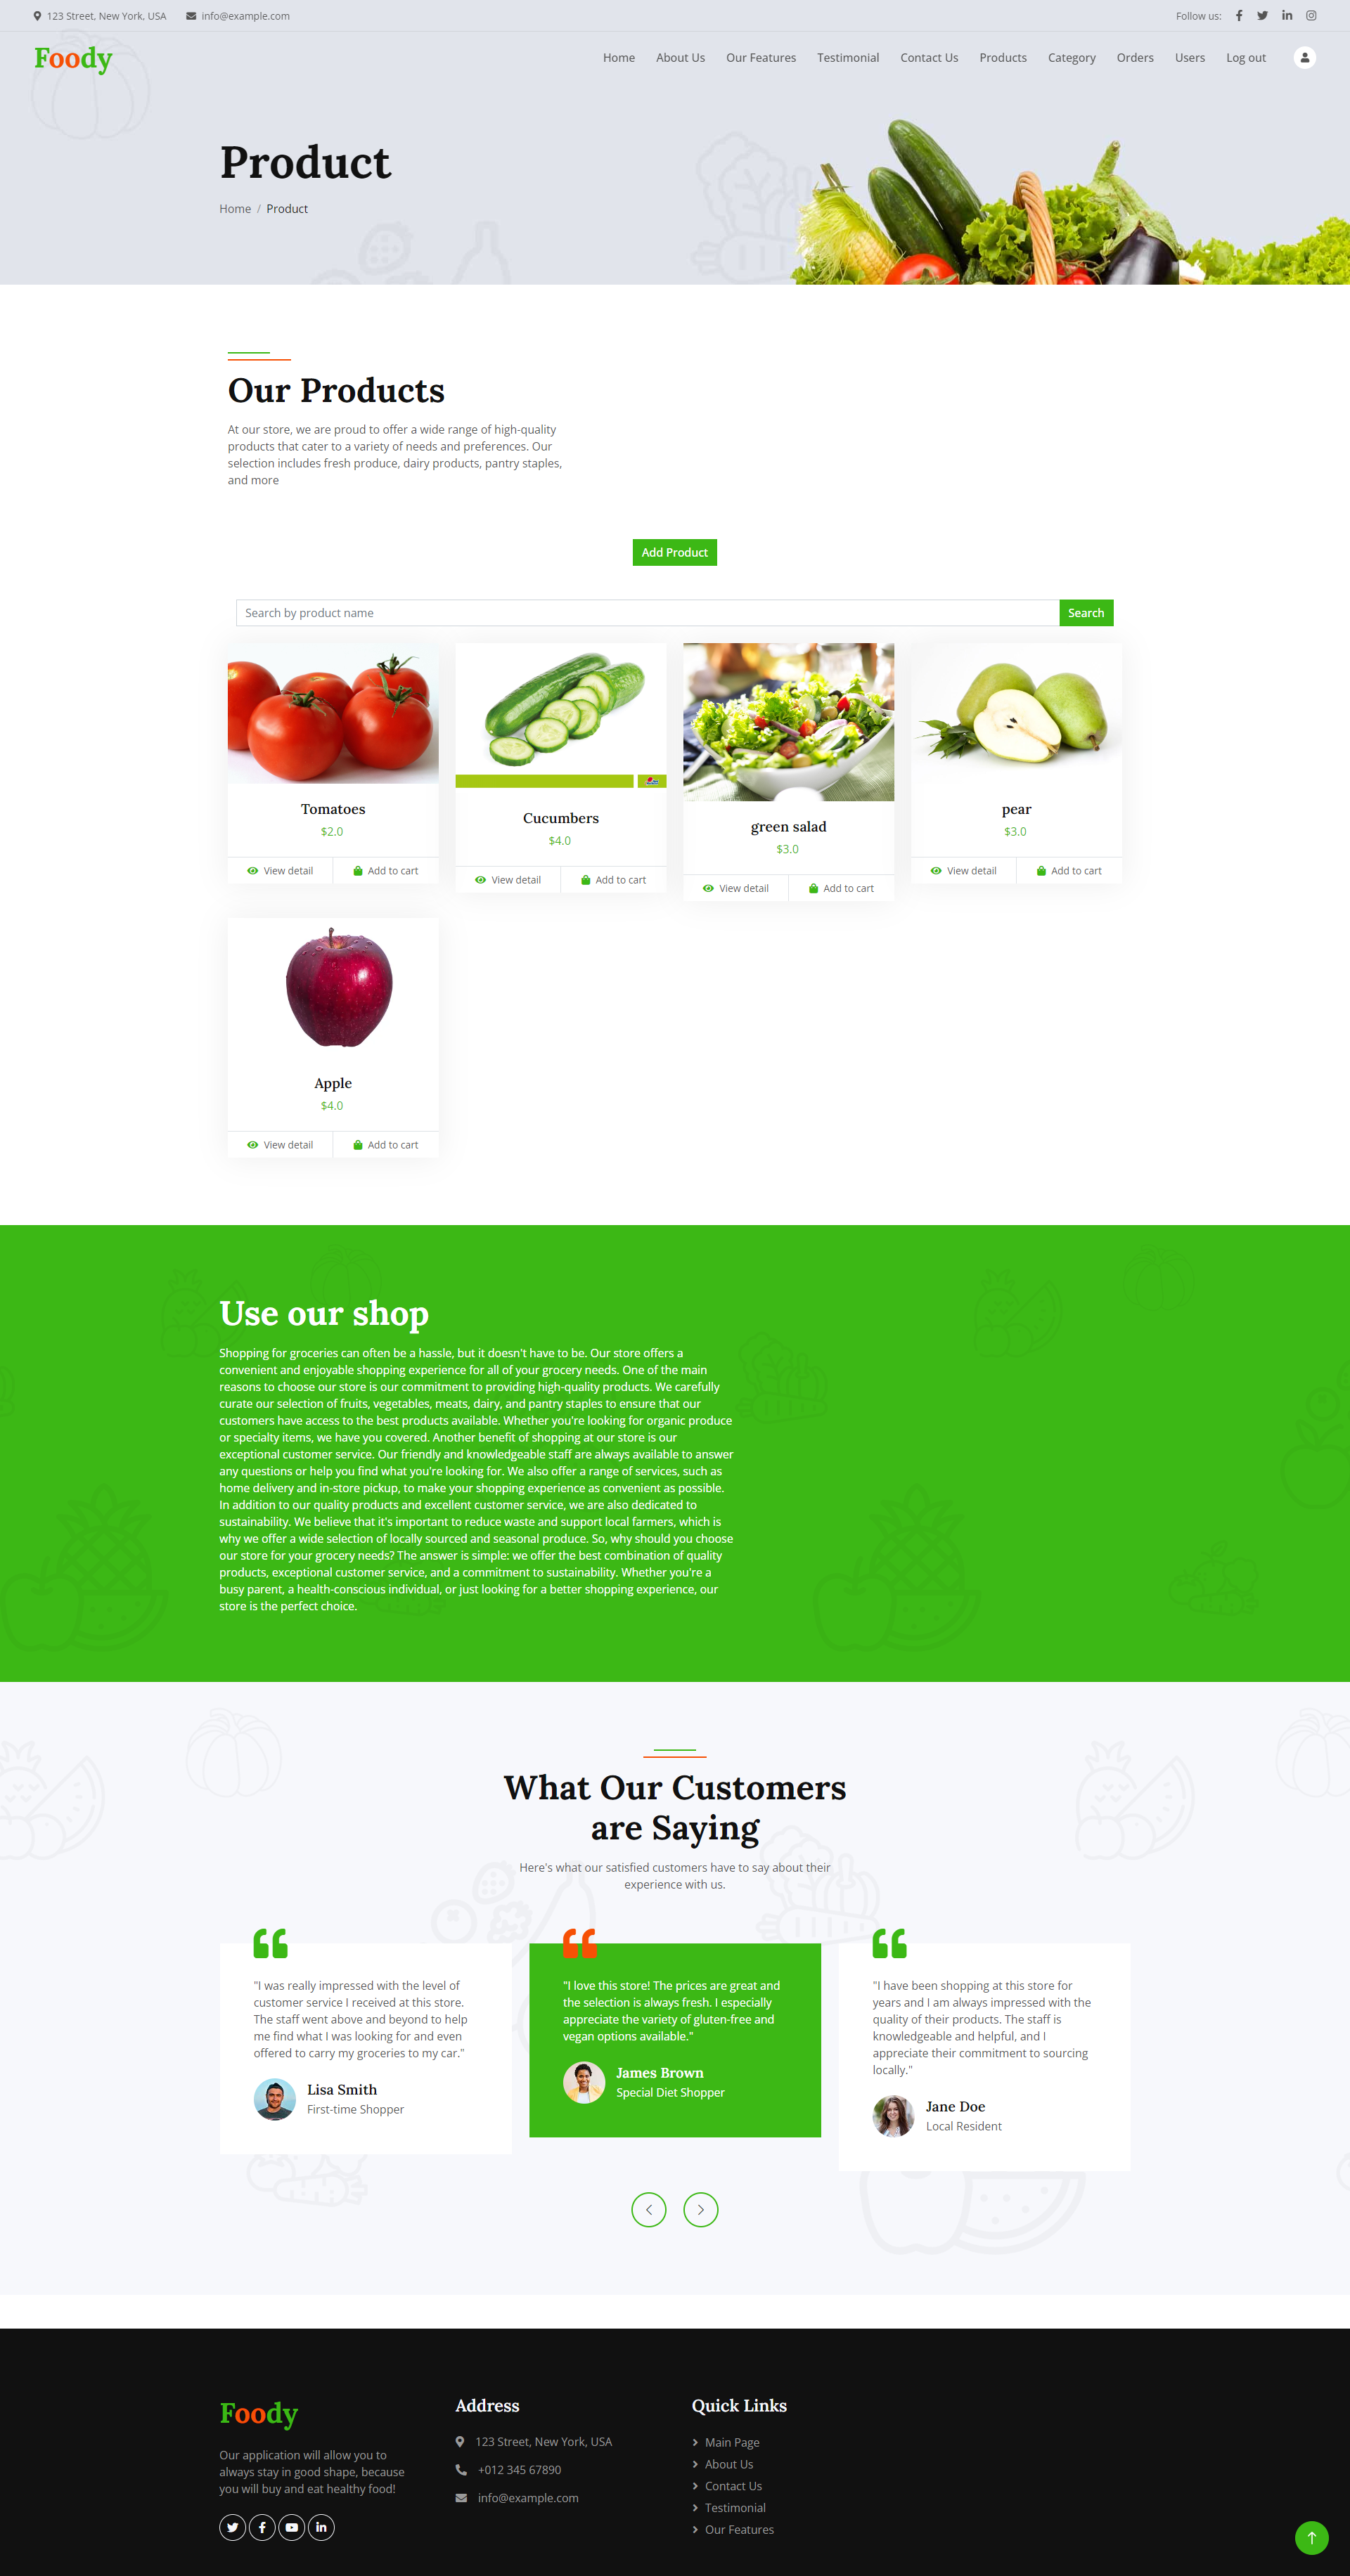 123 Street, New York, USA info@example.com Follow us:
Foody Home About Us Our Features Testimonial Contact Us Products Category Orders Users Log out
Product
Home / Product
Our Products
At our store, we are proud to offer a wide range of high-quality
products that cater to a variety of needs and preferences. Our
selection includes fresh produce, dairy products, pantry staples,
and more
Add Product
Search by product name Search
Tomatoes
$2.0
View detail Add to cart
Cucumbers
$4.0
View detail Add to cart
green salad
$3.0
View detail Add to cart
pear
$3.0
View detail Add to cart
Apple
$4.0
View detail Add to cart
Use our shop
Shopping for groceries can often be a hassle, but it doesn't have to be. Our store offers a
convenient and enjoyable shopping experience for all of your grocery needs. One of the main
reasons to choose our store is our commitment to providing high-quality products. We carefully
curate our selection of fruits, vegetables, meats, dairy, and pantry staples to ensure that our
customers have access to the best products available. Whether you're looking for organic produce
or specialty items, we have you covered. Another benefit of shopping at our store is our
exceptional customer service. Our friendly and knowledgeable staff are always available to answer
any questions or help you find what you're looking for. We also offer a range of services, such as
home delivery and in-store pickup, to make your shopping experience as convenient as possible.
In addition to our quality products and excellent customer service, we are also dedicated to
sustainability. We believe that it's important to reduce waste and support local farmers, which is
why we offer a wide selection of locally sourced and seasonal produce. So, why should you choose
our store for your grocery needs? The answer is simple: we offer the best combination of quality
products, exceptional customer service, and a commitment to sustainability. Whether you're a
busy parent, a health-conscious individual, or just looking for a better shopping experience, our
store is the perfect choice.
What Our Customers
are Saying
Here's what our satisfied customers have to say about their
experience with us.
"I was really impressed with the level of
customer service I received at this store.
The staff went above and beyond to help
me find what I was looking for and even
offered to carry my groceries to my car."
Lisa Smith
First-time Shopper
"I love this store! The prices are great and
the selection is always fresh. I especially
appreciate the variety of gluten-free and
vegan options available."
James Brown
Special Diet Shopper
"I have been shopping at this store for
years and I am always impressed with the
quality of their products. The staff is
knowledgeable and helpful, and I
appreciate their commitment to sourcing
locally."
Jane Doe
Local Resident
Foody
Our application will allow you to
always stay in good shape, because
you will buy and eat healthy food!
Address
123 Street, New York, USA
+012 345 67890
info@example.com
Quick Links
Main Page
About Us
Contact Us
Testimonial
Our Features